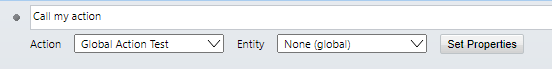 Call my action
Action Global Action Test Entity None (global) Set Properties